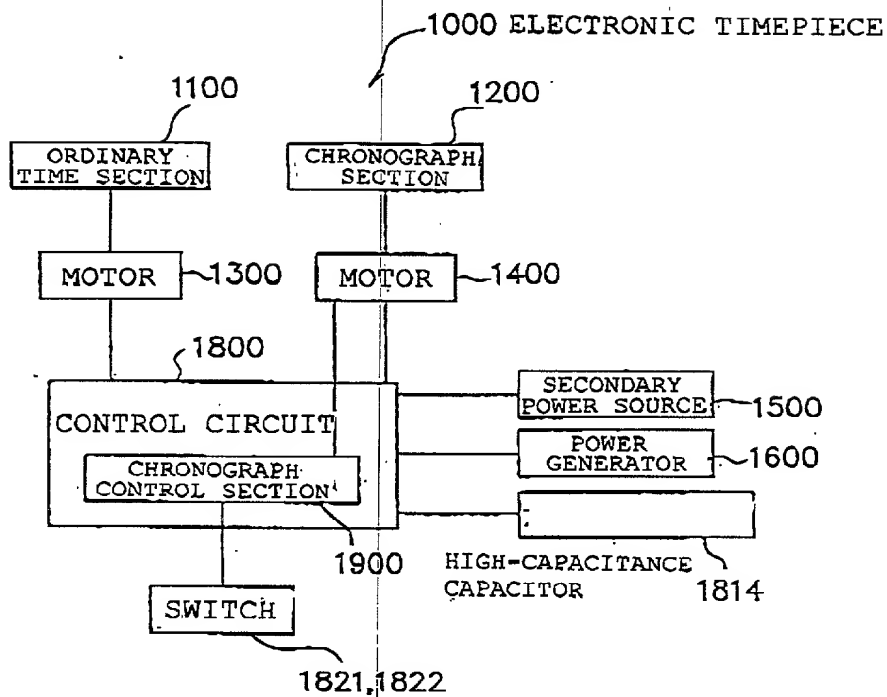 1000 ELECTRONIC TIMEPIECE
1100
1200
ORDINARY
TIME SECTION
CHRONOGRAPH
SECTION
MOTOR
1300
MOTOR
1400
1800
CONTROL CIRCUIT
SECONDARY
POWER SOURCE
1500
POWER
GENERATOR
1600
CHRONOGRAPH
CONTROL SECTION
1900
HIGH-CAPACITANCE
CAPACITOR
1814
SWITCH
1821,1822